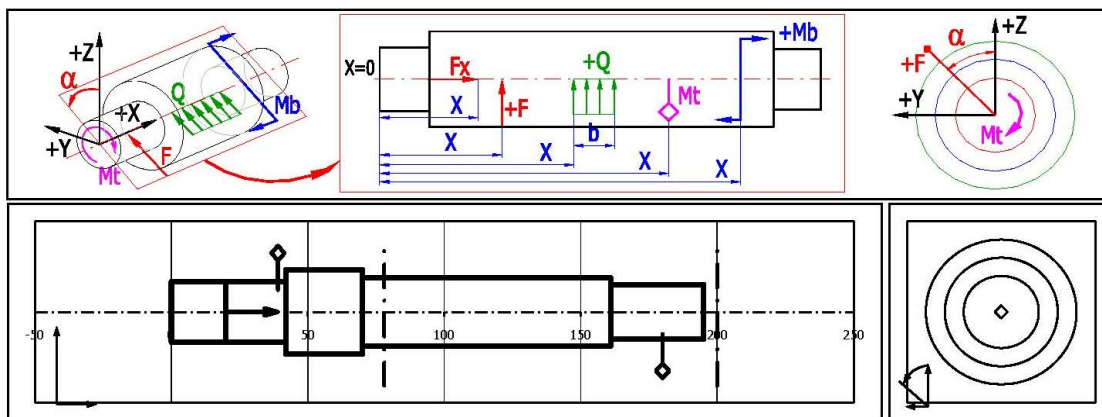 +Z
α
Q
Mb
+X
+Y
F
Mt
+Mb
X=0
Fx
+Q
Mt
X
+F
b
X
X
X
X
+Z
α
+F
+Y
Mt
-50
50
100
150
200
250